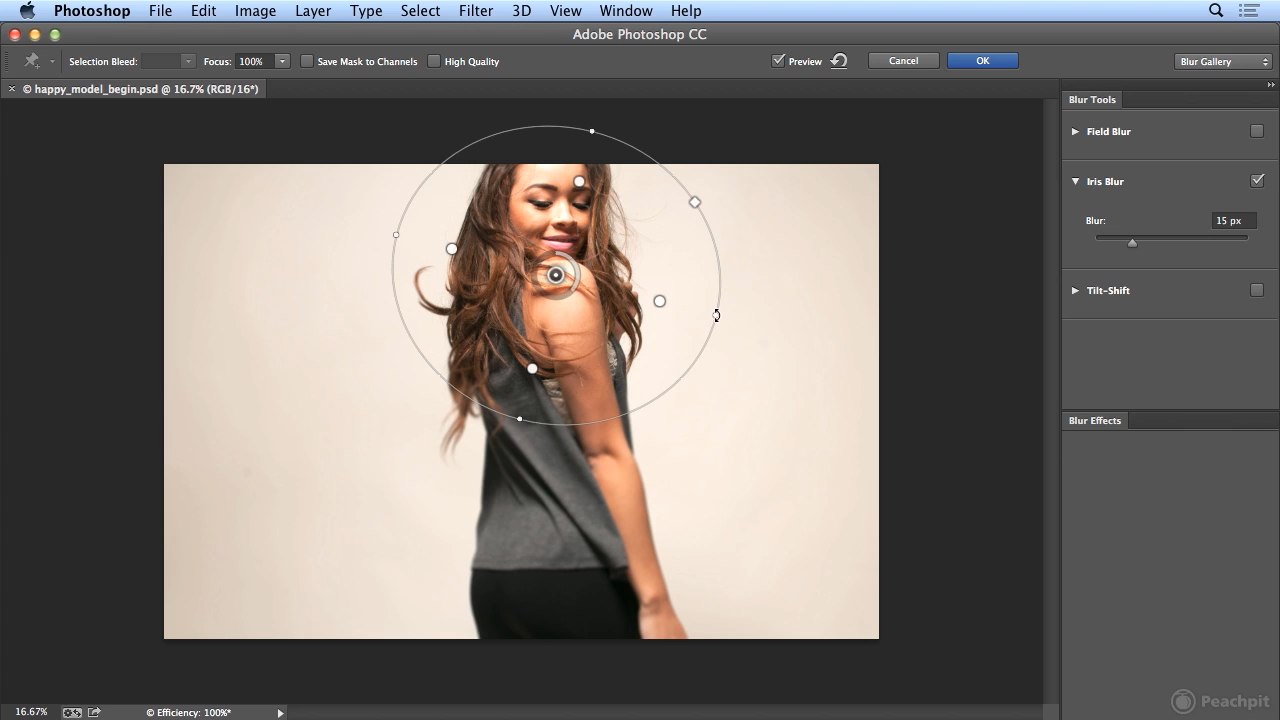 Photoshop File Edit Image Layer Type Select Filter 3D View Window Help
Adobe Photoshop CC
Selection Bleed: Focus: 100% Save Mask to Channels High Quality Preview Cancel OK Blur Gallery
× © happy_model_begin.psd @ 16.7% (RGB/16*)
Blur Tools
Field Blur
Iris Blur
Blur: 15 px
Tilt-Shift
Blur Effects
Peachpit
16.67% © Efficiency: 100%*